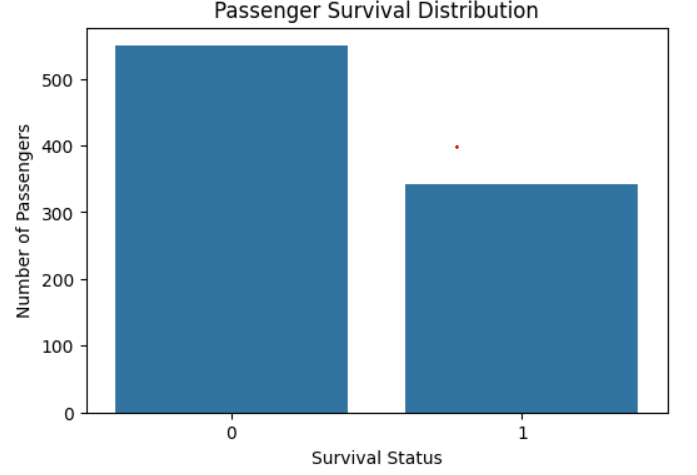 Passenger Survival Distribution
500
400
300
200
100
0
Number of Passengers
0 1
Survival Status